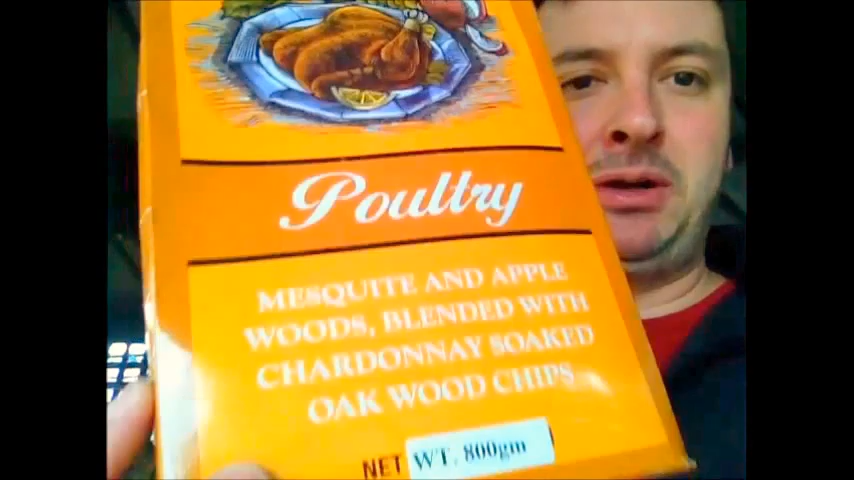 Poultry
MESQUITE AND APPLE
WOODS, BLENDED WITH
CHARDONNAY SOAKED
OAK WOOD CHIPS
NET WT. 800gm